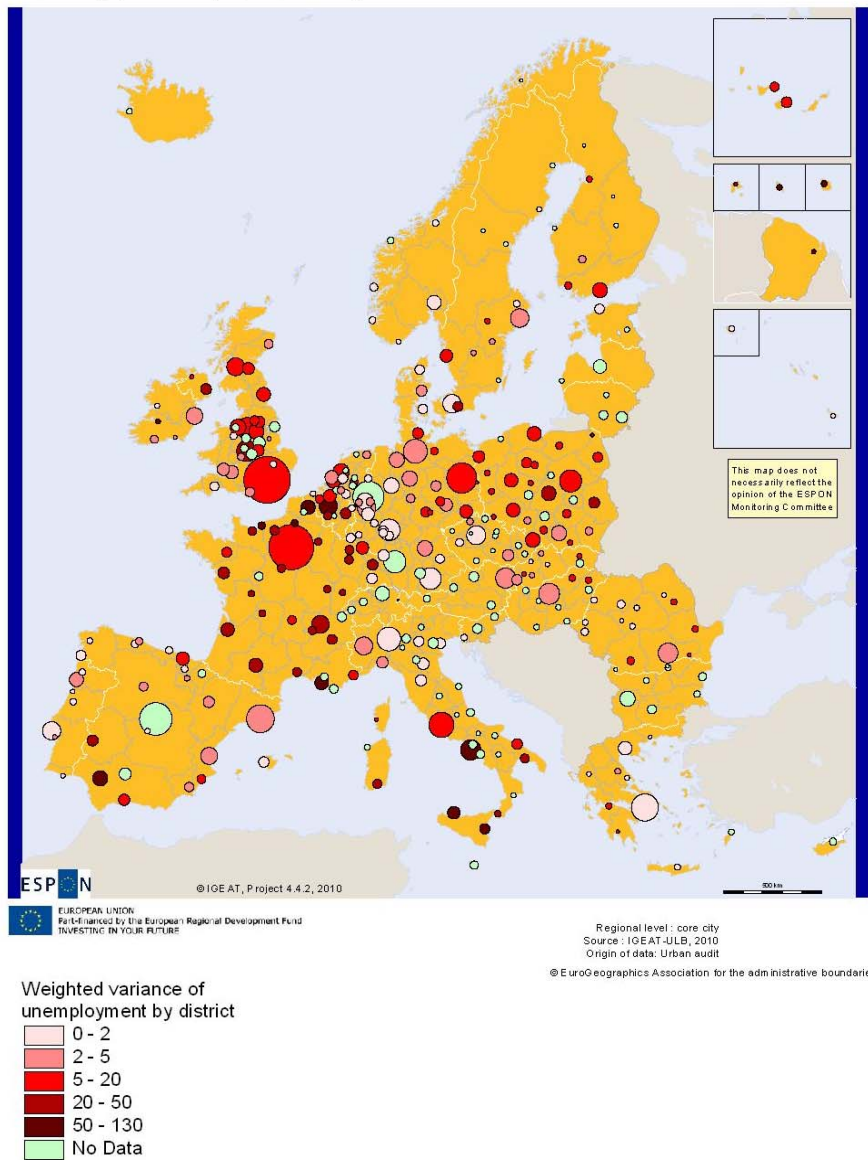 This map does not
necessarily reflect the
opinion of the ESPON
Monitoring Committee
500 km
ESPON
© IGEAT, Project 4.4.2, 2010
EUROPEAN UNION
Part-financed by the European Regional Development Fund
INVESTING IN YOUR FUTURE
Regional level : core city
Source : IGEAT-ULB, 2010
Origin of data: Urban audit
© EuroGeographics Association for the administrative boundarie
Weighted variance of
unemployment by district
0 - 2
2 - 5
5 - 20
20 - 50
50 - 130
No Data